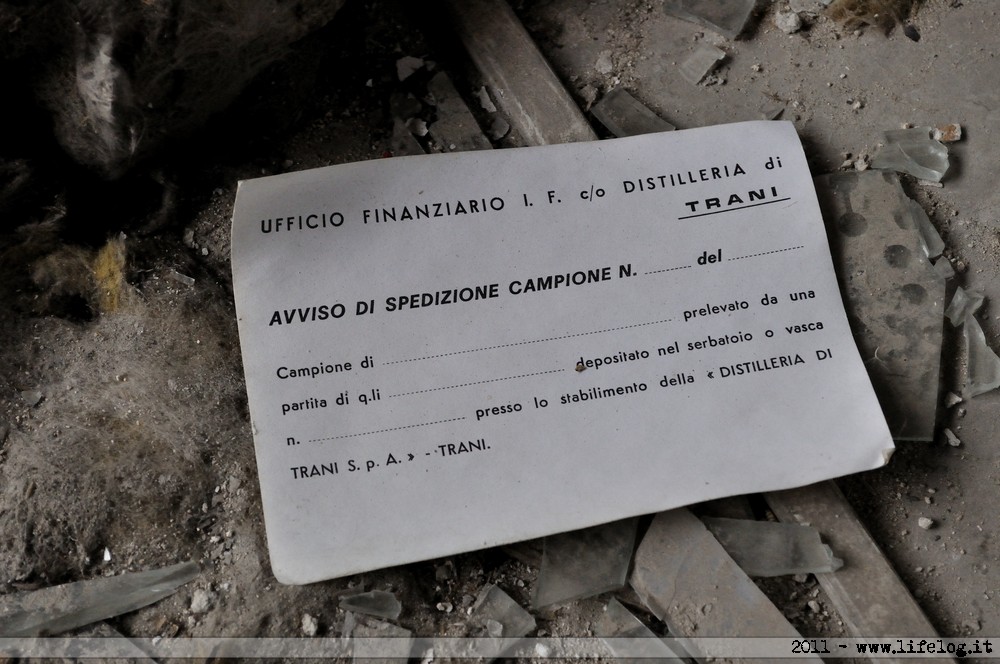 UFFICIO FINANZIARIO I. F. c/o DISTILLERIA di
TRANI
AVVISO DI SPEDIZIONE CAMPIONE N. ........ del ..............
Campione di ........................................ prelevato da una
partita di q.li ........................ depositato nel serbatoio o vasca
n. ........................ presso lo stabilimento della « DISTILLERIA DI
TRANI S. p. A. » - TRANI.
2011 - www.lifelog.it